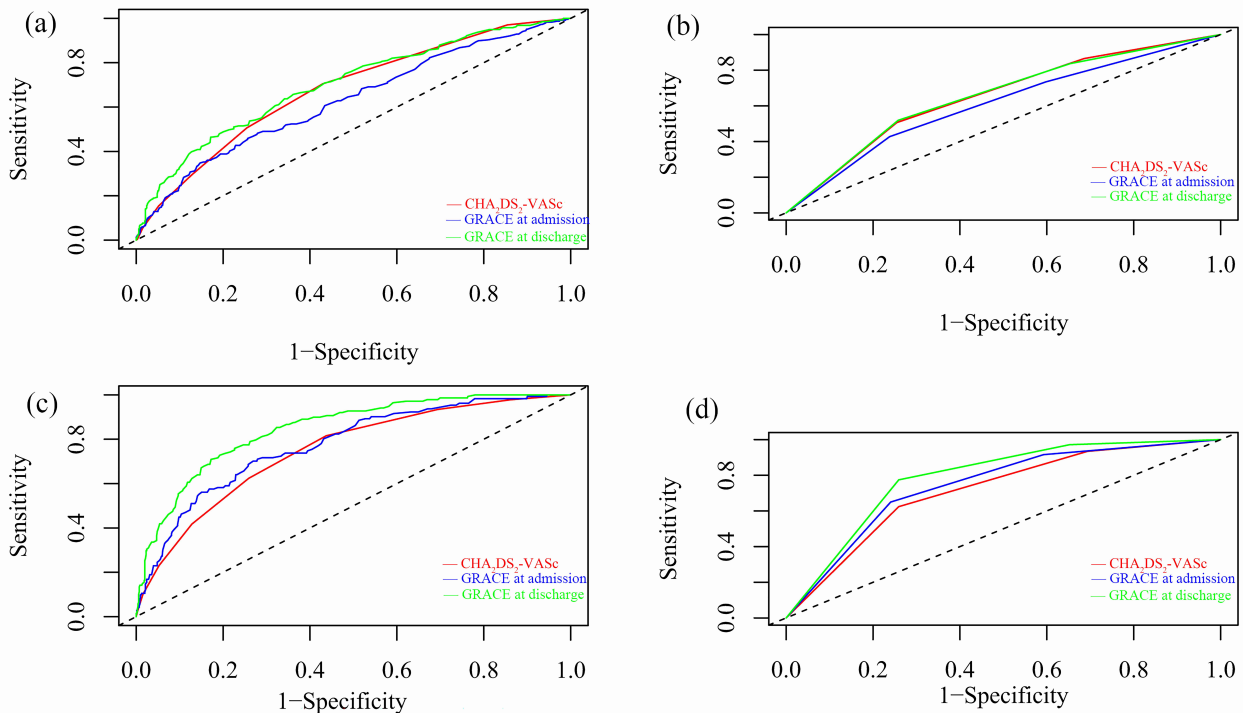 (a)
Sensitivity
0.0 0.4 0.8
CHA₂DS₂-VASc
GRACE at admission
GRACE at discharge
0.0 0.2 0.4 0.6 0.8 1.0
1−Specificity
(b)
Sensitivity
0.0 0.4 0.8
CHA₂DS₂-VASc
GRACE at admission
GRACE at discharge
0.0 0.2 0.4 0.6 0.8 1.0
1−Specificity
(c)
Sensitivity
0.0 0.4 0.8
CHA₂DS₂-VASc
GRACE at admission
GRACE at discharge
0.0 0.2 0.4 0.6 0.8 1.0
1−Specificity
(d)
Sensitivity
0.0 0.4 0.8
CHA₂DS₂-VASc
GRACE at admission
GRACE at discharge
0.0 0.2 0.4 0.6 0.8 1.0
1−Specificity